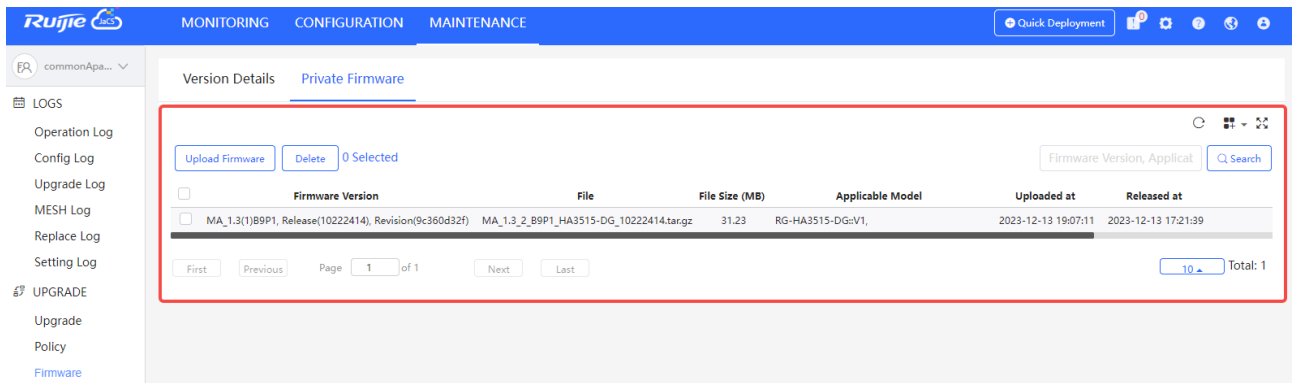 Ruijie JaCS MONITORING CONFIGURATION MAINTENANCE Quick Deployment 0
commonApa...
Version Details Private Firmware
LOGS
Operation Log
Config Log
Upgrade Log
MESH Log
Replace Log
Setting Log
UPGRADE
Upgrade
Policy
Firmware
Upload Firmware Delete 0 Selected Firmware Version, Applicat Search
Firmware Version File File Size (MB) Applicable Model Uploaded at Released at
MA_1.3(1)B9P1, Release(10222414), Revision(9c360d32f) MA_1.3_2_B9P1_HA3515-DG_10222414.tar.gz 31.23 RG-HA3515-DG::V1, 2023-12-13 19:07:11 2023-12-13 17:21:39
First Previous Page 1 of 1 Next Last 10 Total: 1